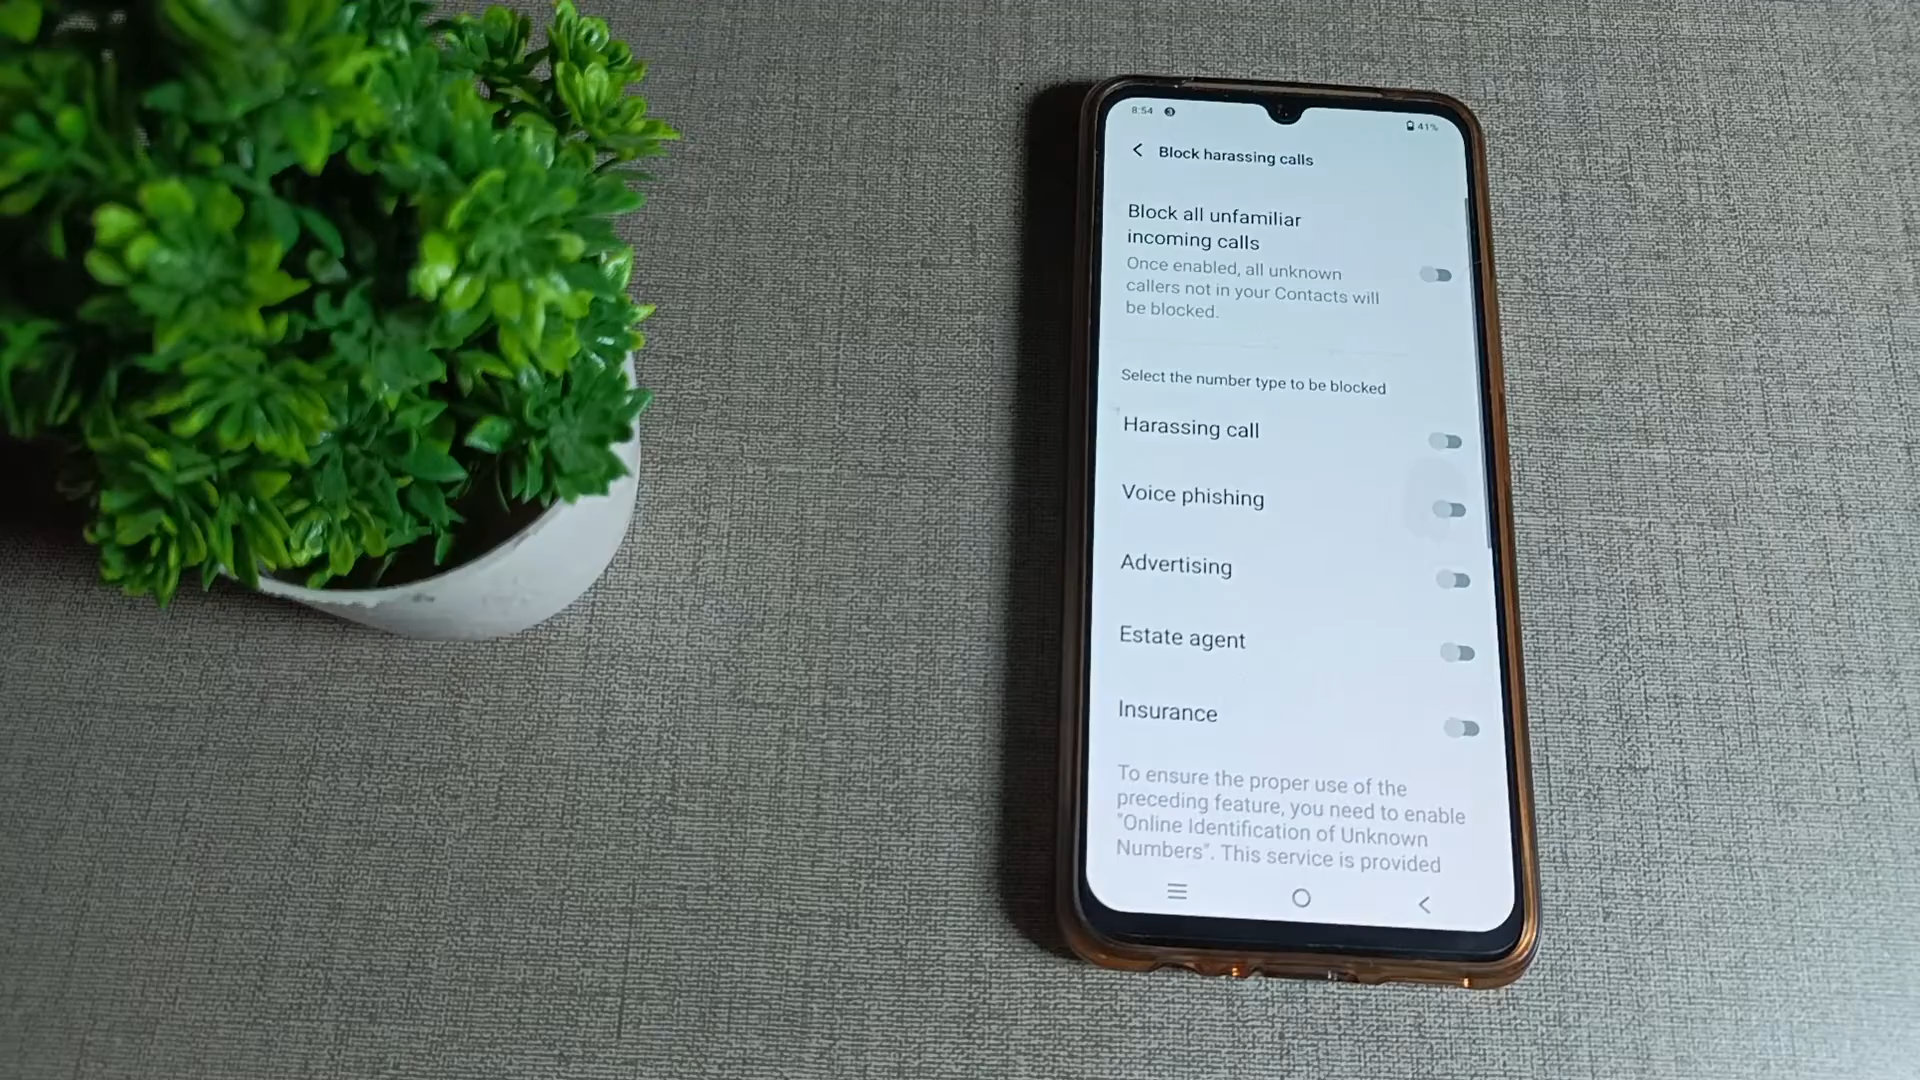 8:54
41%
Block harassing calls
Block all unfamiliar
incoming calls
Once enabled, all unknown
callers not in your Contacts will
be blocked.
Select the number type to be blocked
Harassing call
Voice phishing
Advertising
Estate agent
Insurance
To ensure the proper use of the
preceding feature, you need to enable
"Online Identification of Unknown
Numbers". This service is provided